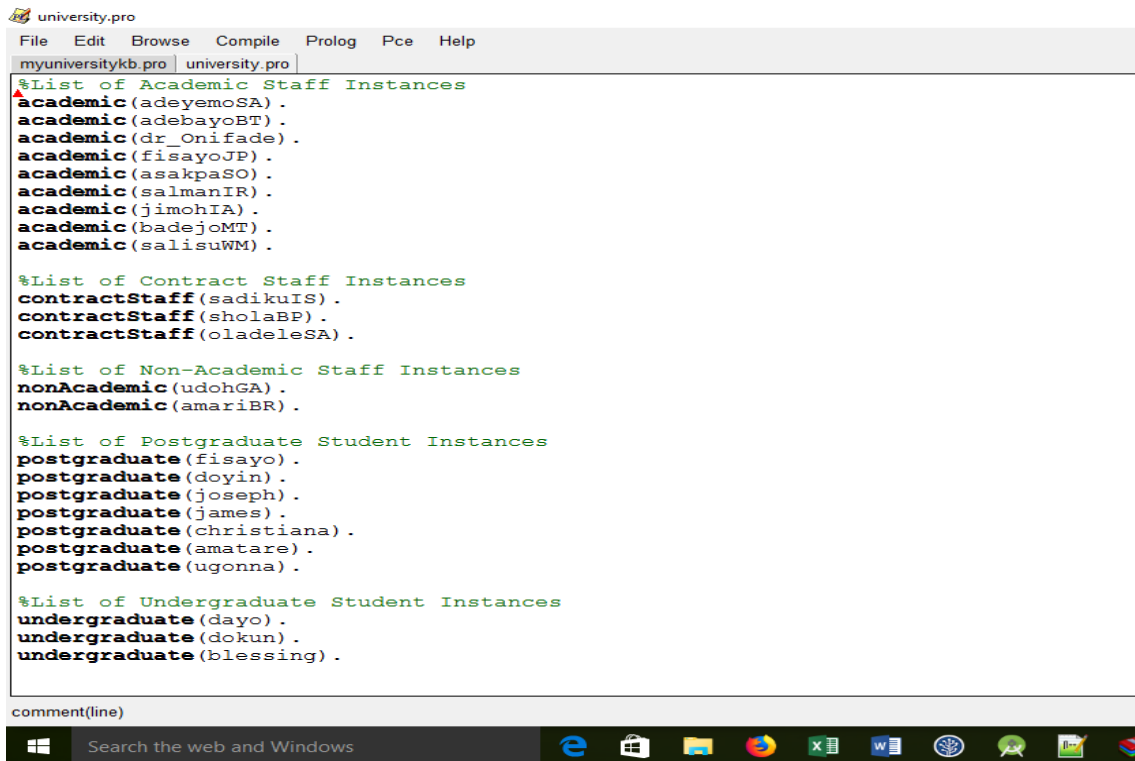 university.pro
File Edit Browse Compile Prolog Pce Help
myuniversitykb.pro university.pro
%List of Academic Staff Instances
academic(adeyemoSA).
academic(adebayoBT).
academic(dr_Onifade).
academic(fisayoJP).
academic(asakpaSO).
academic(salmanIR).
academic(jimohIA).
academic(badejoMT).
academic(salisuWM).
%List of Contract Staff Instances
contractStaff(sadikuIS).
contractStaff(sholaBP).
contractStaff(oladeleSA).
%List of Non-Academic Staff Instances
nonAcademic(udohGA).
nonAcademic(amariBR).
%List of Postgraduate Student Instances
postgraduate(fisayo).
postgraduate(doyin).
postgraduate(joseph).
postgraduate(james).
postgraduate(christiana).
postgraduate(amatare).
postgraduate(ugonna).
%List of Undergraduate Student Instances
undergraduate(dayo).
undergraduate(dokun).
undergraduate(blessing).
comment(line)
Search the web and Windows